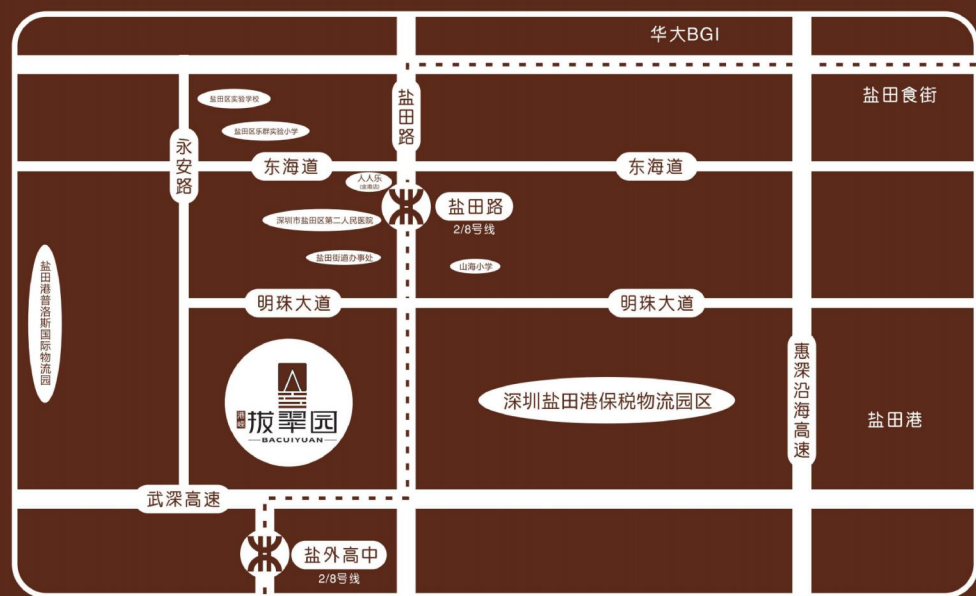 华大BGI
盐田区实验学校
盐田路
盐田食街
盐田区乐群实验小学
永安路
东海道
东海道
人人乐
盐田路
2/8号线
深圳市盐田区第二人民医院
盐田街道办事处
山海小学
盐田港普洛斯国际物流园
明珠大道
明珠大道
惠深沿海高速
港嶺
拔翠园
BACUIYUAN
深圳盐田港保税物流园区
盐田港
武深高速
盐外高中
2/8号线